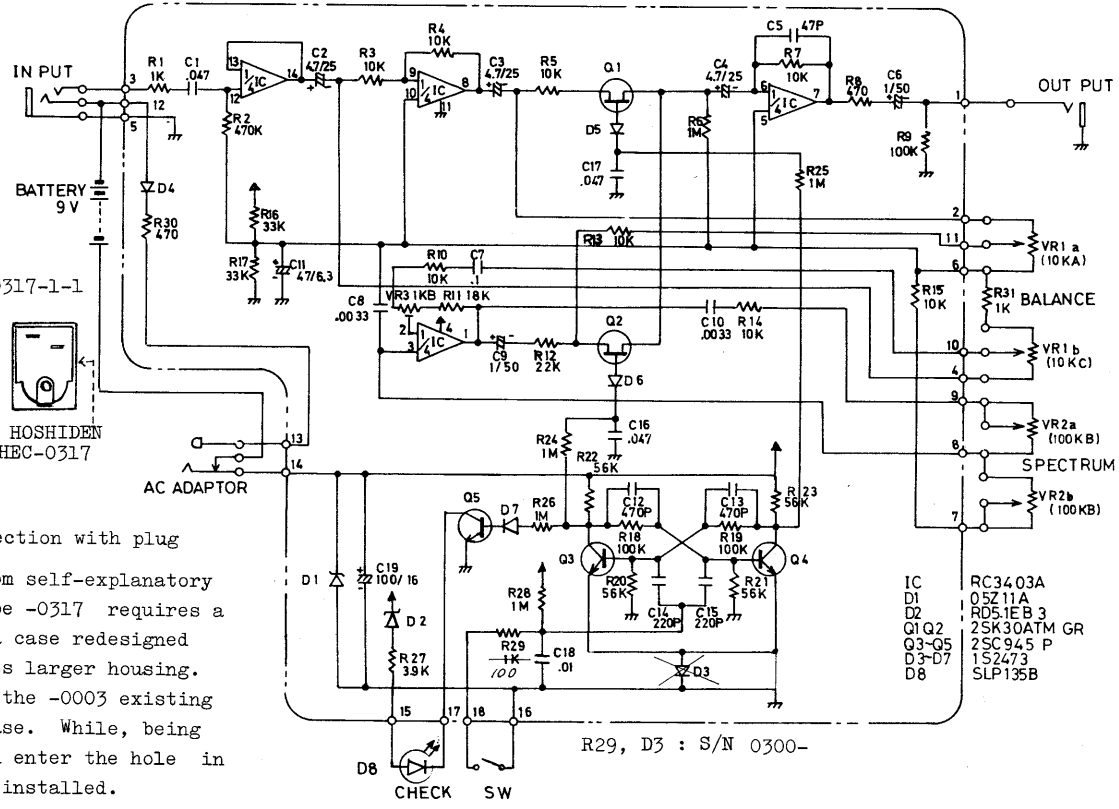 IN PUT
3
R1
1K
C1
.047
12
5
13
12
1/4 IC
14
C2
4.7/25
R3
10K
R4
10K
9
10
1/4 IC
8
11
C3
4.7/25
R5
10K
Q1
D5
C17
.047
C4
4.7/25
C5
47P
R7
10K
6
5
1/4 IC
7
R8
470
C6
1/50
1
OUT PUT
R9
100K
R6
1M
R25
1M
R2
470K
BATTERY
9V
D4
R30
470
R16
33K
R17
33K
C11
47/6.3
R13
10K
2
11
6
VR1a
(10KA)
R15
10K
R31
1K
BALANCE
R10
10K
C7
.1
VR3 1KB
R11 18K
C8
.0033
2
3
4
1/4 IC
1
C9
1/50
R12
22K
Q2
D6
C10
.0033
R14
10K
10
4
VR1b
(10KC)
9
8
VR2a
(100KB)
SPECTRUM
7
VR2b
(100KB)
0317-1-1
HOSHIDEN
HEC-0317
13
14
AC ADAPTOR
R24
1M
C16
.047
R22
56K
R23
56K
Q5
D7
R26
1M
C12
470P
R18
100K
C13
470P
R19
100K
Q3
Q4
R20
56K
C14
220P
C15
220P
R21
56K
D1
C19
100/16
D2
R27
3.9K
R28
1M
R29
1K
100
C18
.01
D3
15
17
18
16
D8
CHECK
SW
R29, D3 : S/N 0300-
IC RC3403A
D1 05Z11A
D2 RD5.1EB3
Q1Q2 2SK30ATM GR
Q3~Q5 2SC945 P
D3~D7 1S2473
D8 SLP135B
ection with plug
om self-explanatory
pe -0317 requires a
case redesigned
s larger housing.
the -0003 existing
se. While, being
enter the hole in
installed.